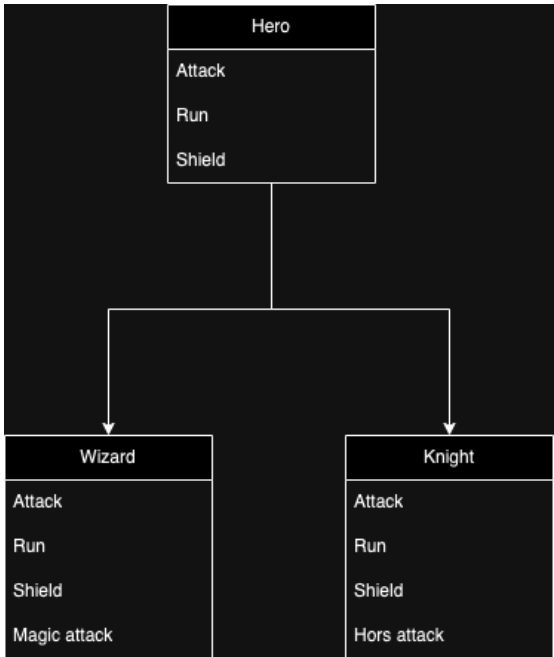 Hero
Attack
Run
Shield
Wizard
Attack
Run
Shield
Magic attack
Knight
Attack
Run
Shield
Hors attack